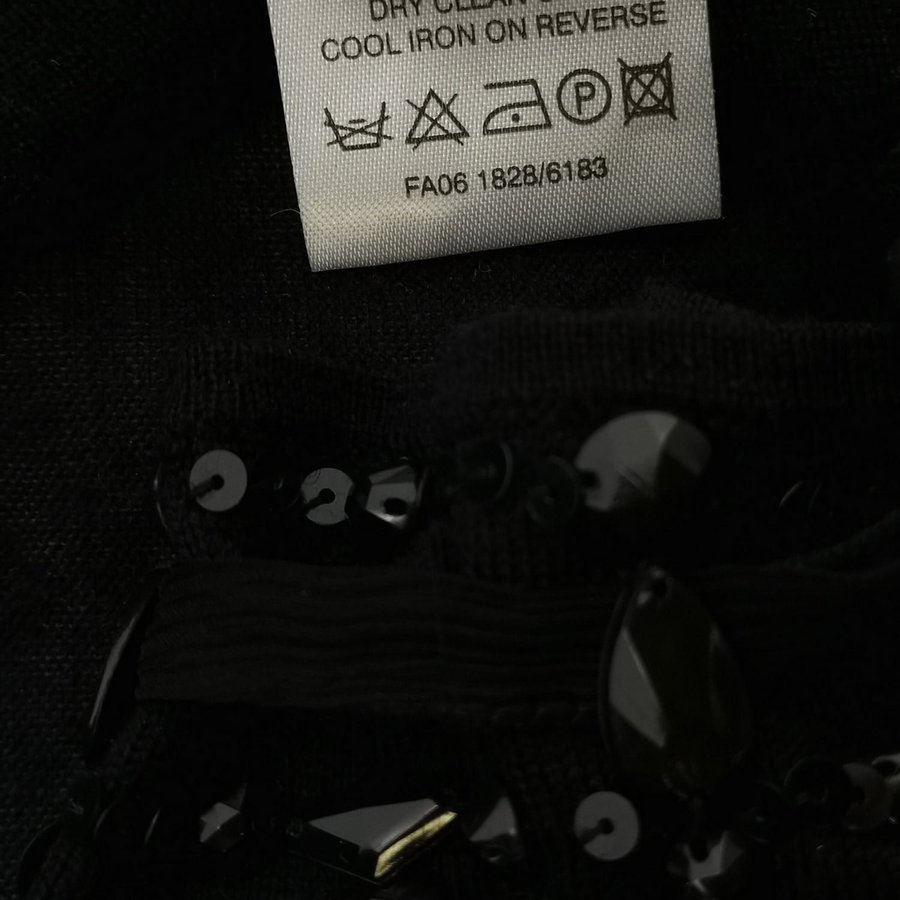 DRY CLEAN
COOL IRON ON REVERSE
P
FA06 1828/6183